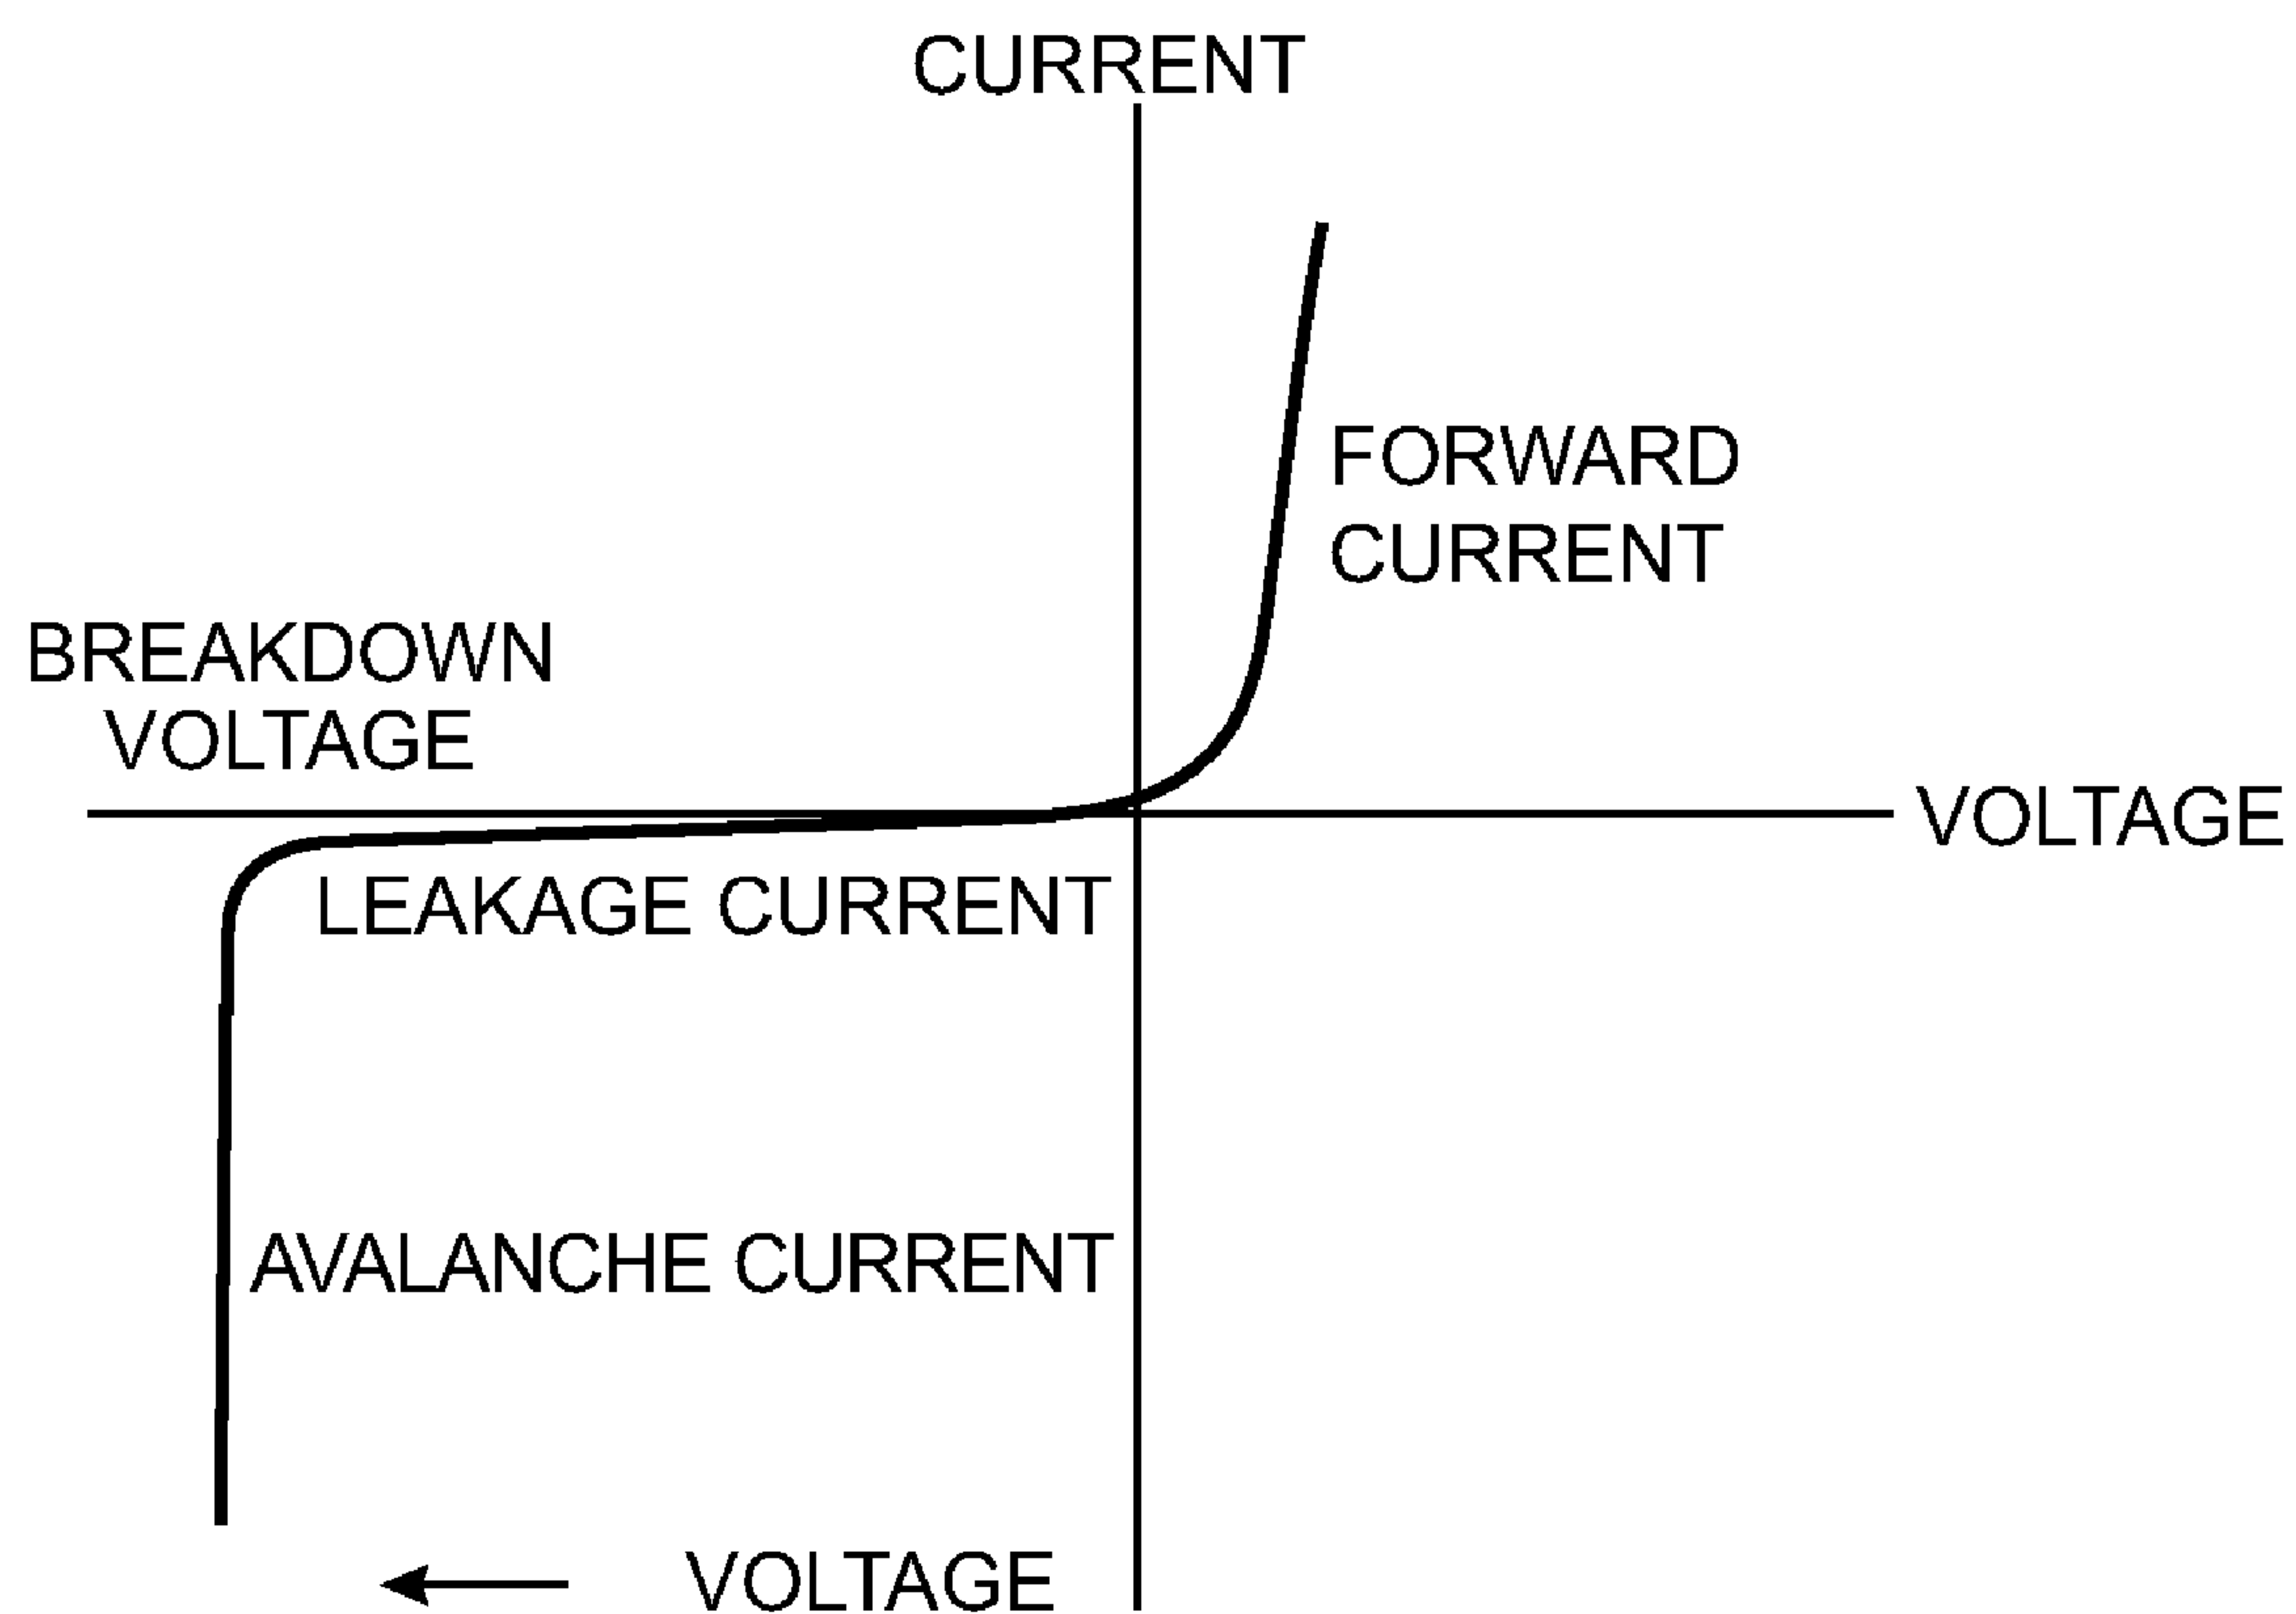 CURRENT
FORWARD
CURRENT
BREAKDOWN
VOLTAGE
VOLTAGE
LEAKAGE CURRENT
AVALANCHE CURRENT
VOLTAGE